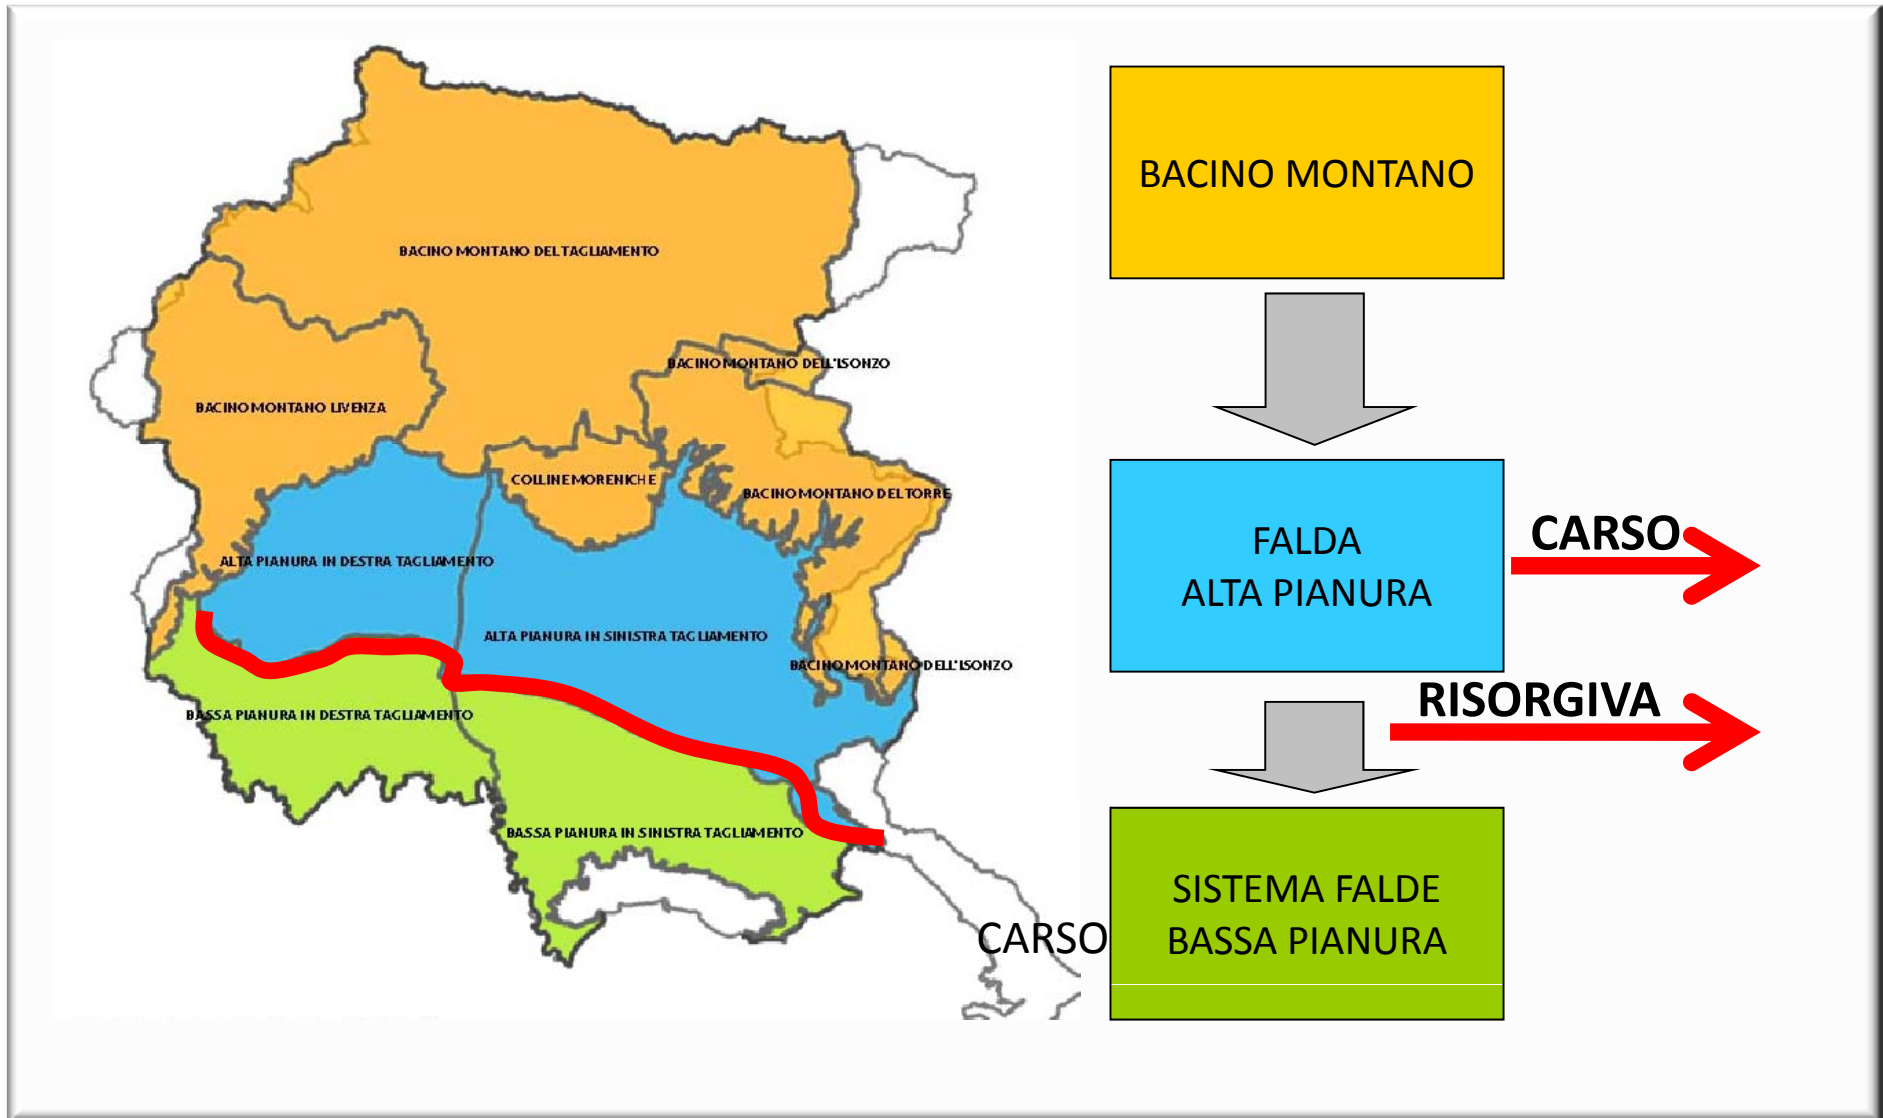 BACINO MONTANO DEL TAGLIAMENTO
BACINO MONTANO DELL'ISONZO
BACINO MONTANO LIVENZA
COLLINE MORENICHE
BACINO MONTANO DEL TORRE
ALTA PIANURA IN DESTRA TAGLIAMENTO
ALTA PIANURA IN SINISTRA TAGLIAMENTO
BACINO MONTANO DELL'ISONZO
BASSA PIANURA IN DESTRA TAGLIAMENTO
BASSA PIANURA IN SINISTRA TAGLIAMENTO
CARSO
BACINO MONTANO
FALDA
ALTA PIANURA
CARSO
RISORGIVA
SISTEMA FALDE
BASSA PIANURA